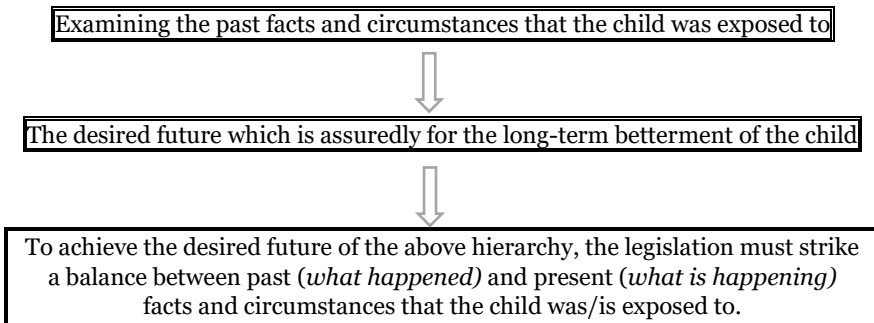 Examining the past facts and circumstances that the child was exposed to
The desired future which is assuredly for the long-term betterment of the child
To achieve the desired future of the above hierarchy, the legislation must strike
a balance between past (what happened) and present (what is happening)
facts and circumstances that the child was/is exposed to.